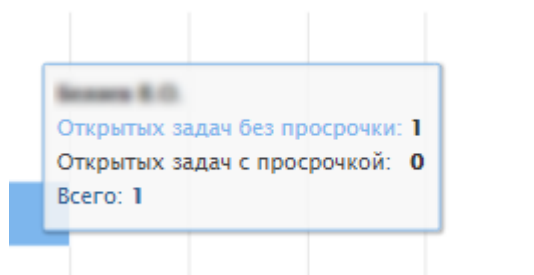 Открытых задач без просрочки: 1
Открытых задач с просрочкой: 0
Всего: 1